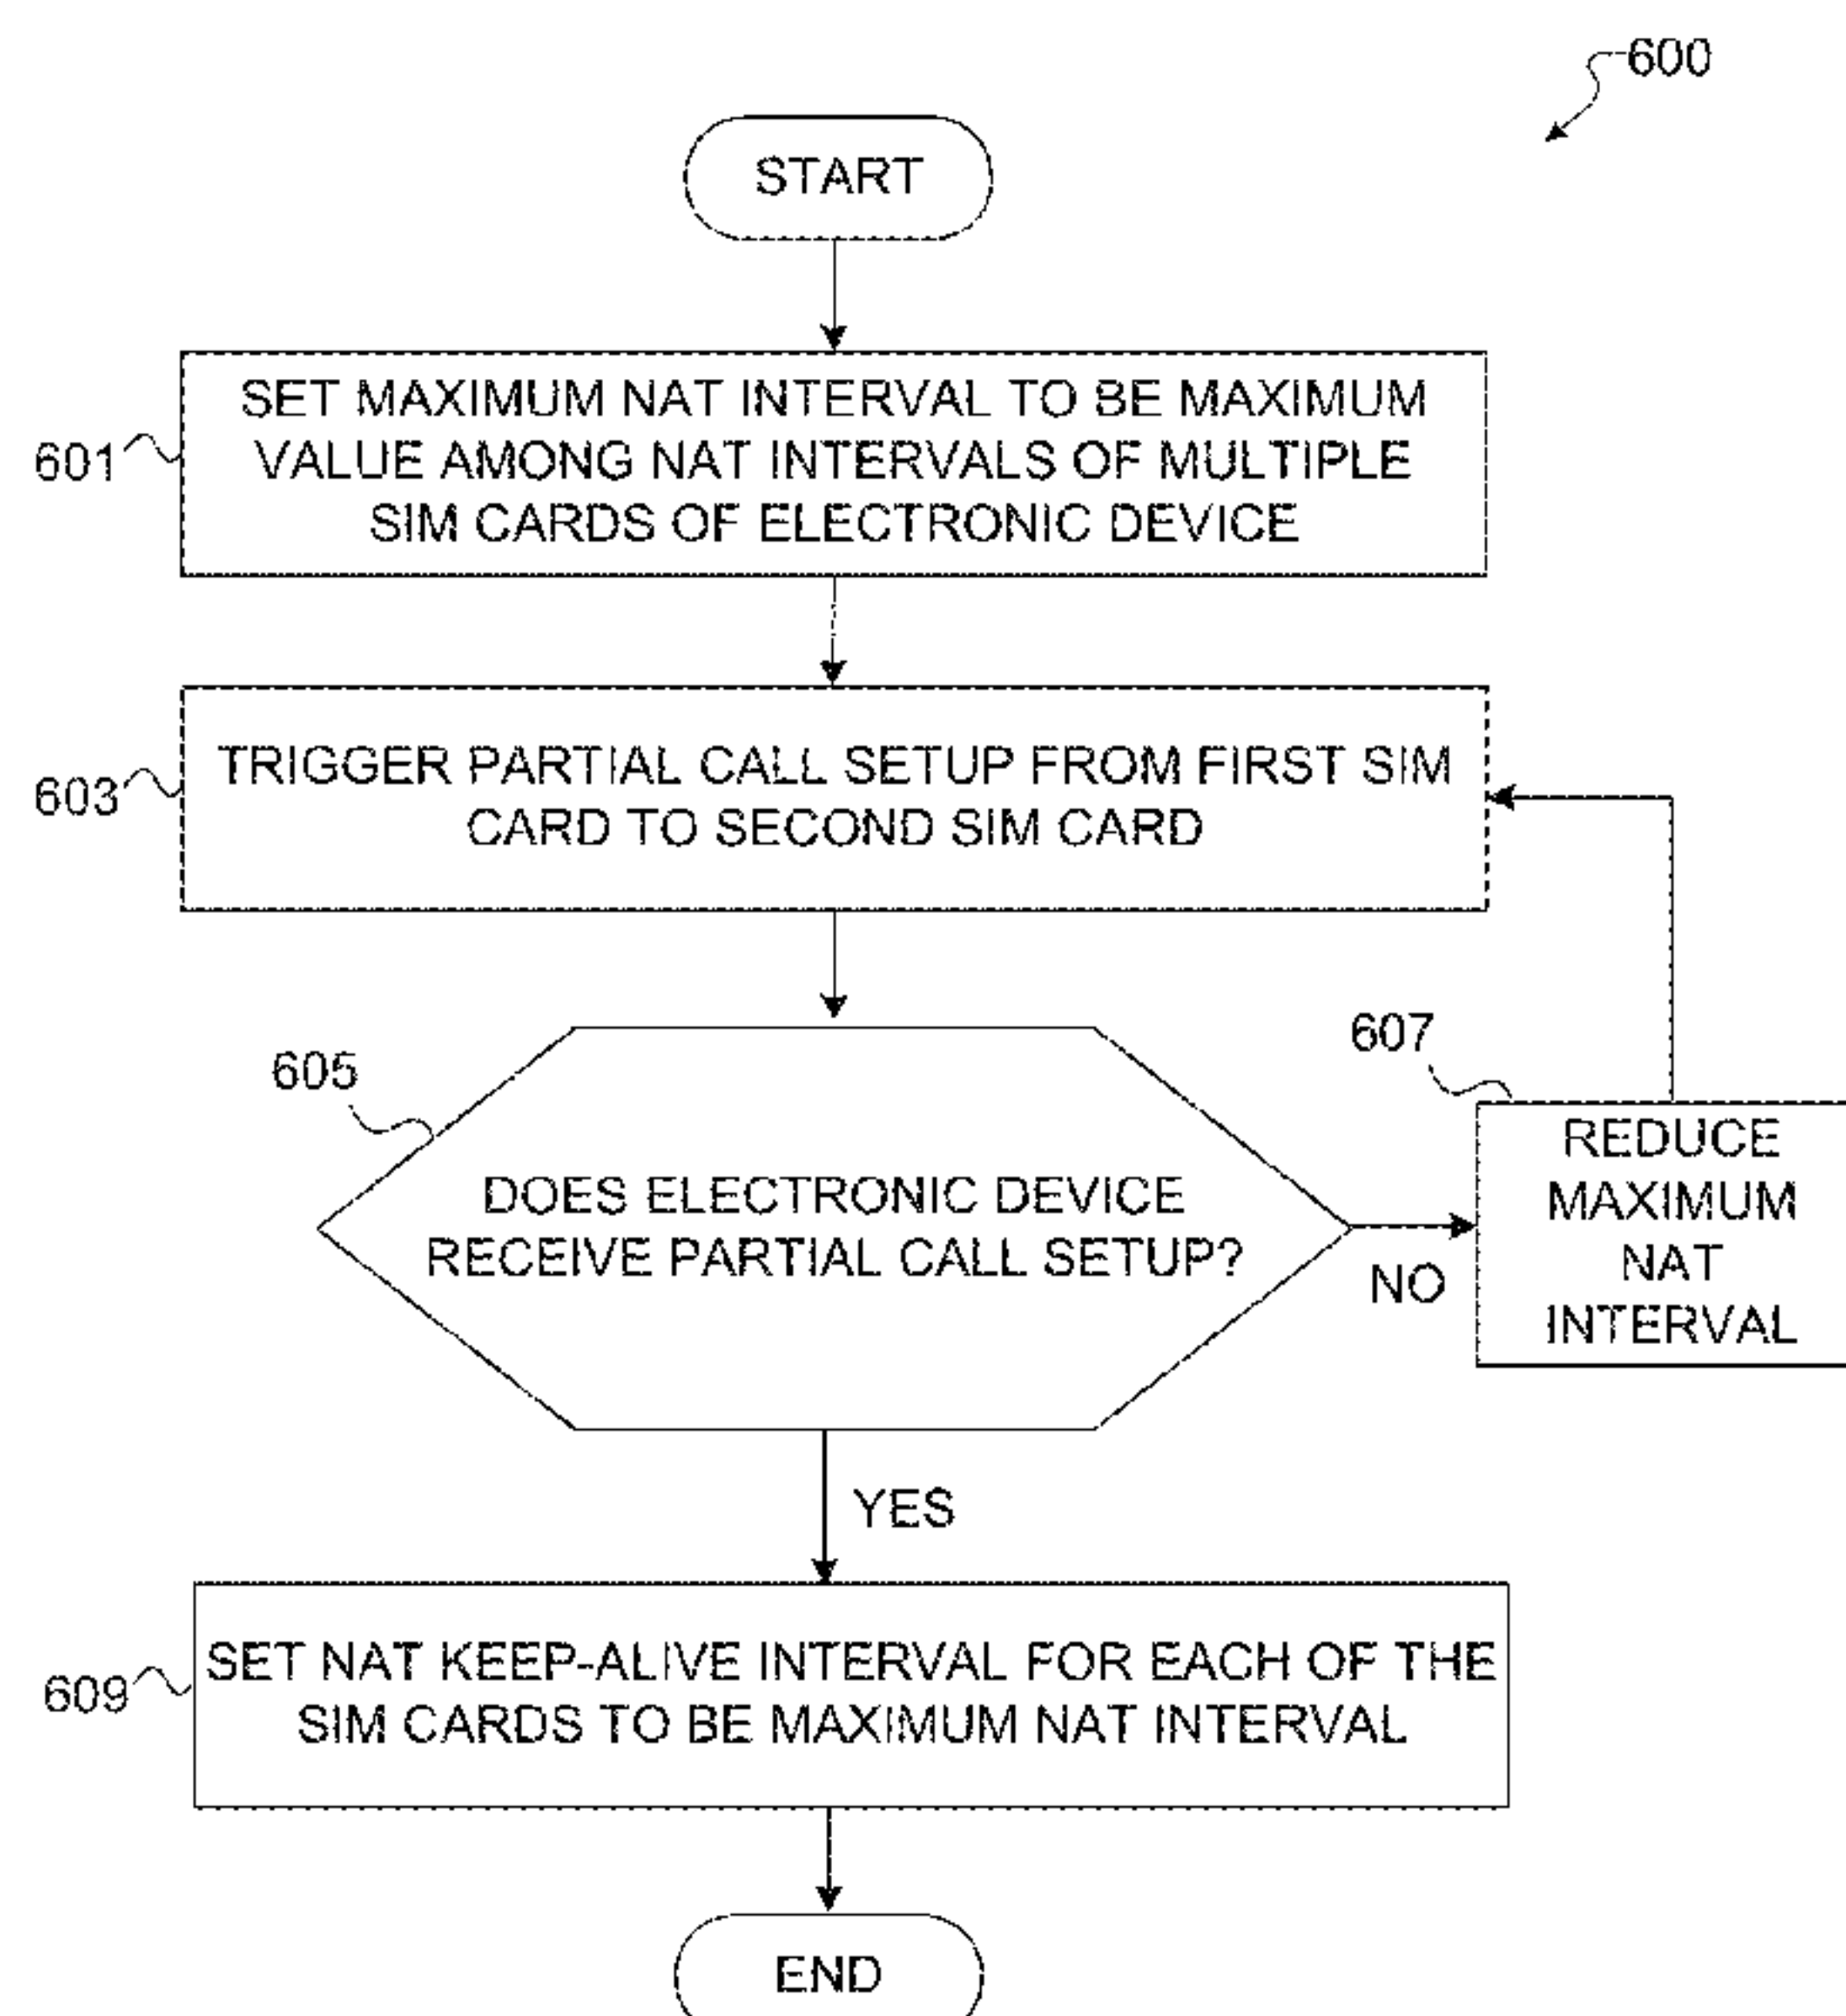 600
START
601
SET MAXIMUM NAT INTERVAL TO BE MAXIMUM
VALUE AMONG NAT INTERVALS OF MULTIPLE
SIM CARDS OF ELECTRONIC DEVICE
603
TRIGGER PARTIAL CALL SETUP FROM FIRST SIM
CARD TO SECOND SIM CARD
605
DOES ELECTRONIC DEVICE
RECEIVE PARTIAL CALL SETUP?
NO
607
REDUCE
MAXIMUM
NAT
INTERVAL
YES
609
SET NAT KEEP-ALIVE INTERVAL FOR EACH OF THE
SIM CARDS TO BE MAXIMUM NAT INTERVAL
END